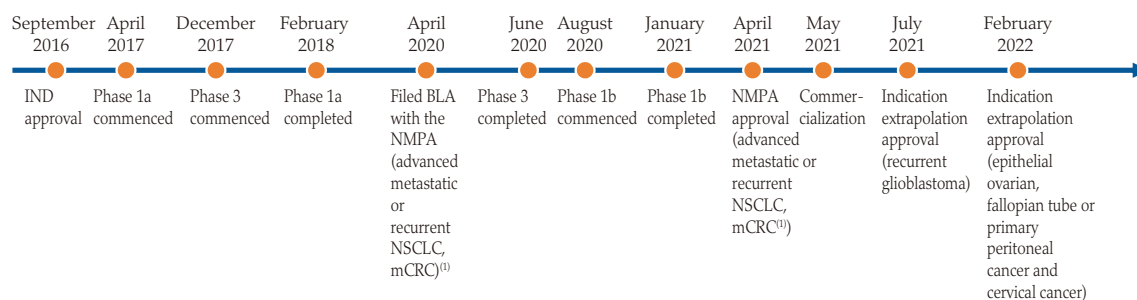 September
2016
April
2017
December
2017
February
2018
April
2020
June
2020
August
2020
January
2021
April
2021
May
2021
July
2021
February
2022
IND
approval
Phase 1a
commenced
Phase 3
commenced
Phase 1a
completed
Filed BLA
with the
NMPA
(advanced
metastatic
or
recurrent
NSCLC,
mCRC)(1)
Phase 3
completed
Phase 1b
commenced
Phase 1b
completed
NMPA
approval
(advanced
metastatic or
recurrent
NSCLC,
mCRC(1))
Commer-
cialization
Indication
extrapolation
approval
(recurrent
glioblastoma)
Indication
extrapolation
approval
(epithelial
ovarian,
fallopian tube or
primary
peritoneal
cancer and
cervical cancer)